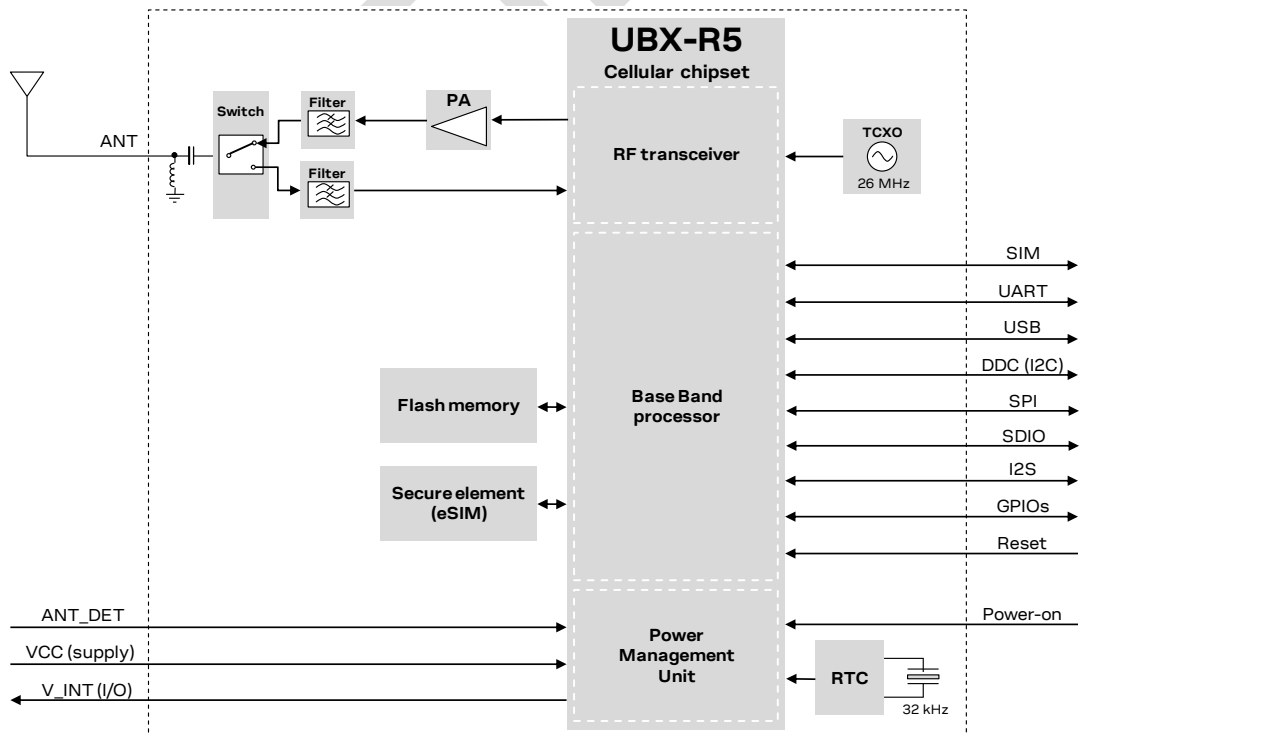 UBX-R5
Cellular chipset
ANT
Switch
Filter
PA
Filter
RF transceiver
TCXO
26 MHz
SIM
UART
USB
DDC (I2C)
SPI
SDIO
I2S
GPIOs
Reset
Flash memory
Base Band
processor
Secure element
(eSIM)
ANT_DET
VCC (supply)
V_INT (I/O)
Power
Management
Unit
Power-on
RTC
32 kHz